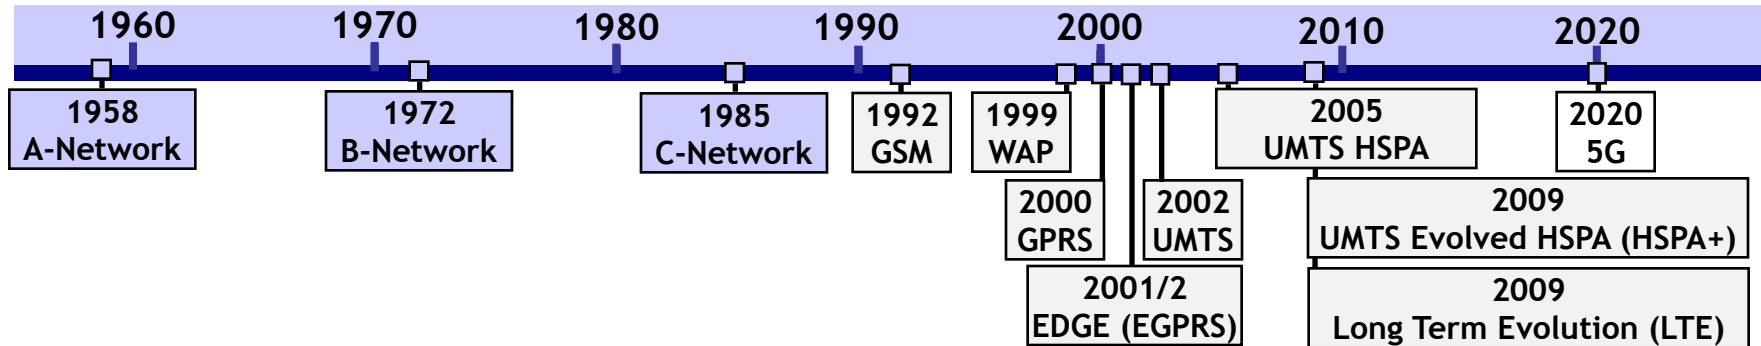 1960
1970
1980
1990
2000
2010
2020
1958
A-Network
1972
B-Network
1985
C-Network
1992
GSM
1999
WAP
2000
GPRS
2001/2
EDGE (EGPRS)
2002
UMTS
2005
UMTS HSPA
2009
UMTS Evolved HSPA (HSPA+)
2009
Long Term Evolution (LTE)
2020
5G